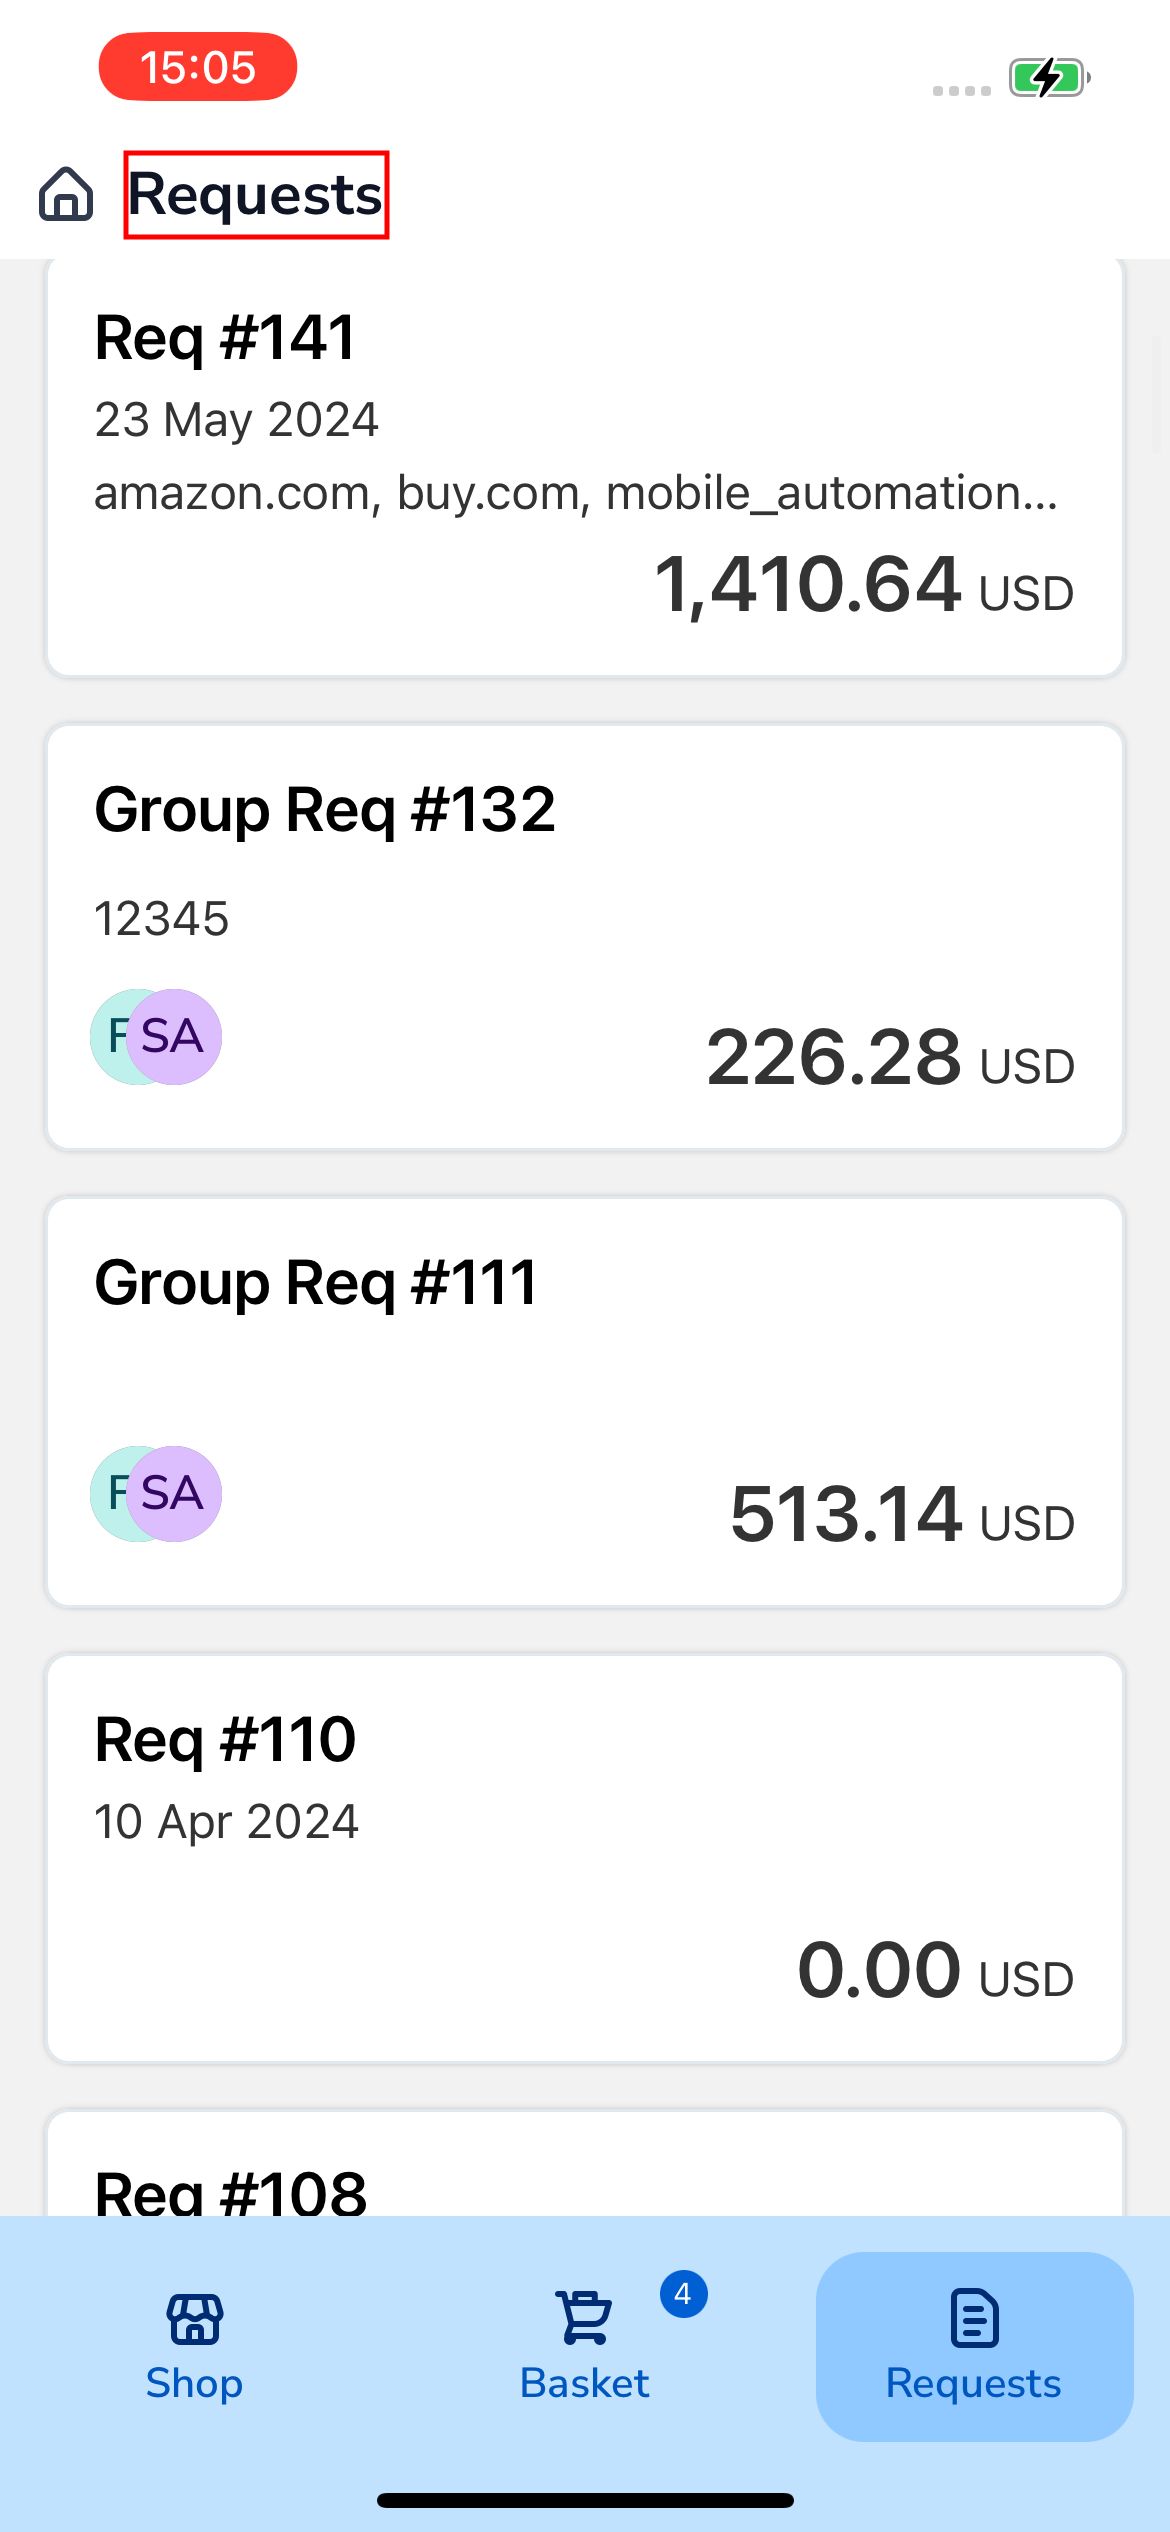 15:05
Requests
Req #141
23 May 2024
amazon.com, buy.com, mobile_automation...
1,410.64 USD
Group Req #132
12345
F SA
226.28 USD
Group Req #111
F SA
513.14 USD
Req #110
10 Apr 2024
0.00 USD
Req #108
4
Shop
Basket
Requests